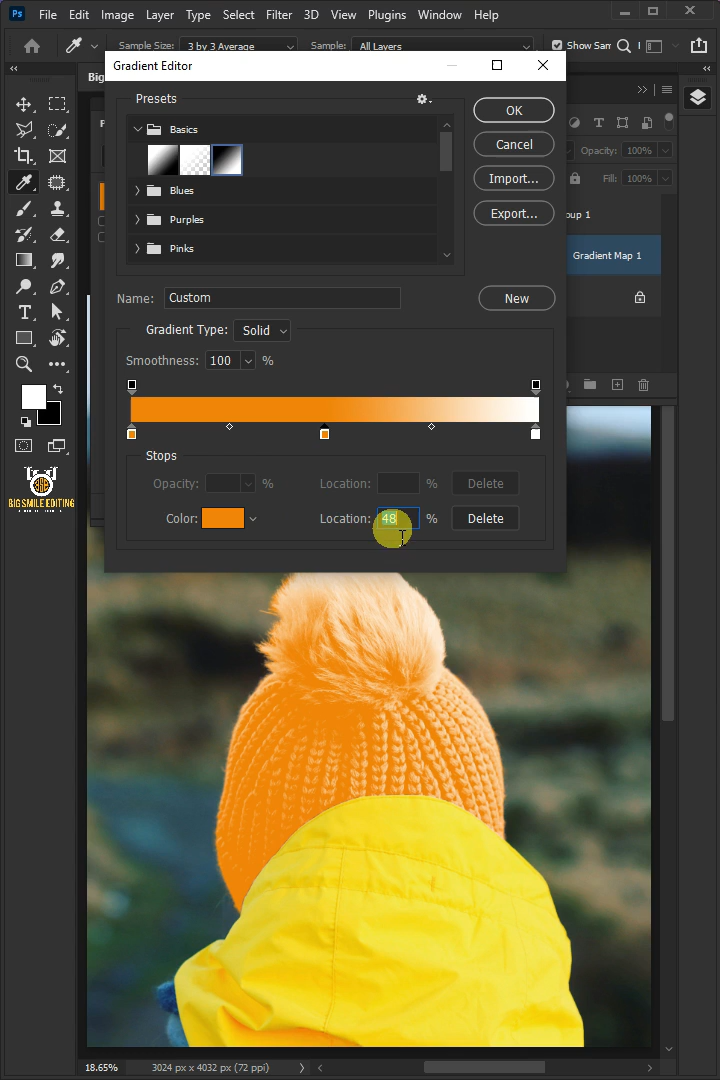 Ps File Edit Image Layer Type Select Filter 3D View Plugins Window Help
Sample Size: 3 by 3 Average Sample: All Layers Show Sam
Big
Gradient Editor
Presets
OK
Basics
Cancel
Opacity: 100%
Import...
Fill: 100%
Blues
Export...
oup 1
Purples
Pinks
Gradient Map 1
Name: Custom
New
Gradient Type: Solid
Smoothness: 100 %
Stops
Opacity: % Location: % Delete
Color: Location: 48 % Delete
BIG SMILE EDITING
18.65% 3024 px x 4032 px (72 ppi)